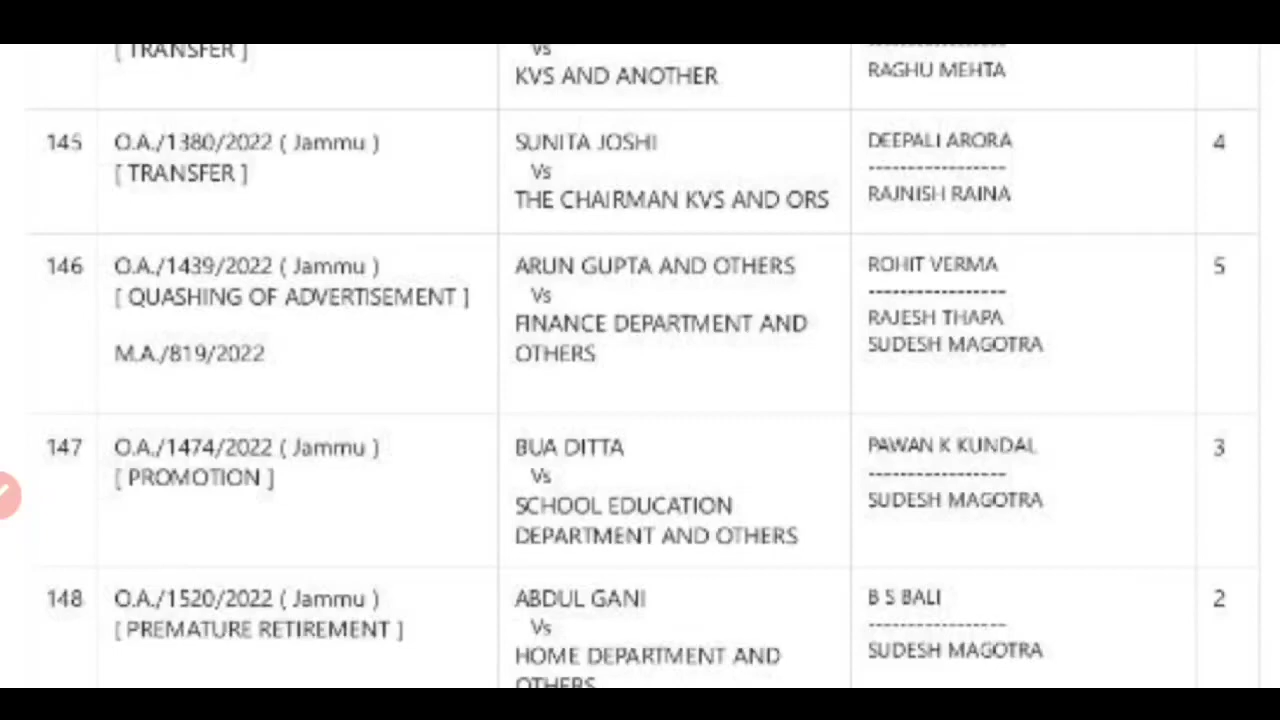 [ TRANSFER ]
Vs
KVS AND ANOTHER
-----------------
RAGHU MEHTA
145
O.A./1380/2022 ( Jammu )
[ TRANSFER ]
SUNITA JOSHI
Vs
THE CHAIRMAN KVS AND ORS
DEEPALI ARORA
-----------------
RAJNISH RAINA
4
146
O.A./1439/2022 ( Jammu )
[ QUASHING OF ADVERTISEMENT ]
M.A./819/2022
ARUN GUPTA AND OTHERS
Vs
FINANCE DEPARTMENT AND
OTHERS
ROHIT VERMA
-----------------
RAJESH THAPA
SUDESH MAGOTRA
5
147
O.A./1474/2022 ( Jammu )
[ PROMOTION ]
BUA DITTA
Vs
SCHOOL EDUCATION
DEPARTMENT AND OTHERS
PAWAN K KUNDAL
-----------------
SUDESH MAGOTRA
3
148
O.A./1520/2022 ( Jammu )
[ PREMATURE RETIREMENT ]
ABDUL GANI
Vs
HOME DEPARTMENT AND
OTHERS
B S BALI
-----------------
SUDESH MAGOTRA
2